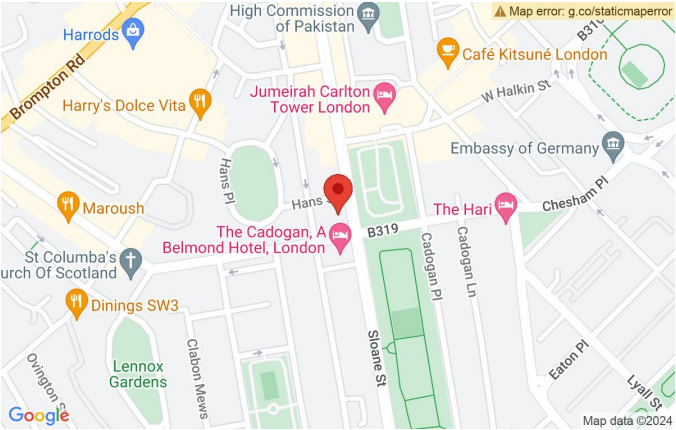 Map error: g.co/staticmaperror
High Commission
of Pakistan
Harrods
Café Kitsuné London
Brompton Rd
B310
Harry's Dolce Vita
Jumeirah Carlton
Tower London
W Halkin St
Embassy of Germany
Hans Pl
Hans
Maroush
The Hari
Chesham Pl
The Cadogan, A
Belmond Hotel, London
B319
St Columba's
urch Of Scotland
Cadogan Pl
Cadogan Ln
Dinings SW3
Sloane St
Lennox
Gardens
Clabon
Mews
Ovington S
Eaton Pl
Lyall St
Google
Map data ©2024